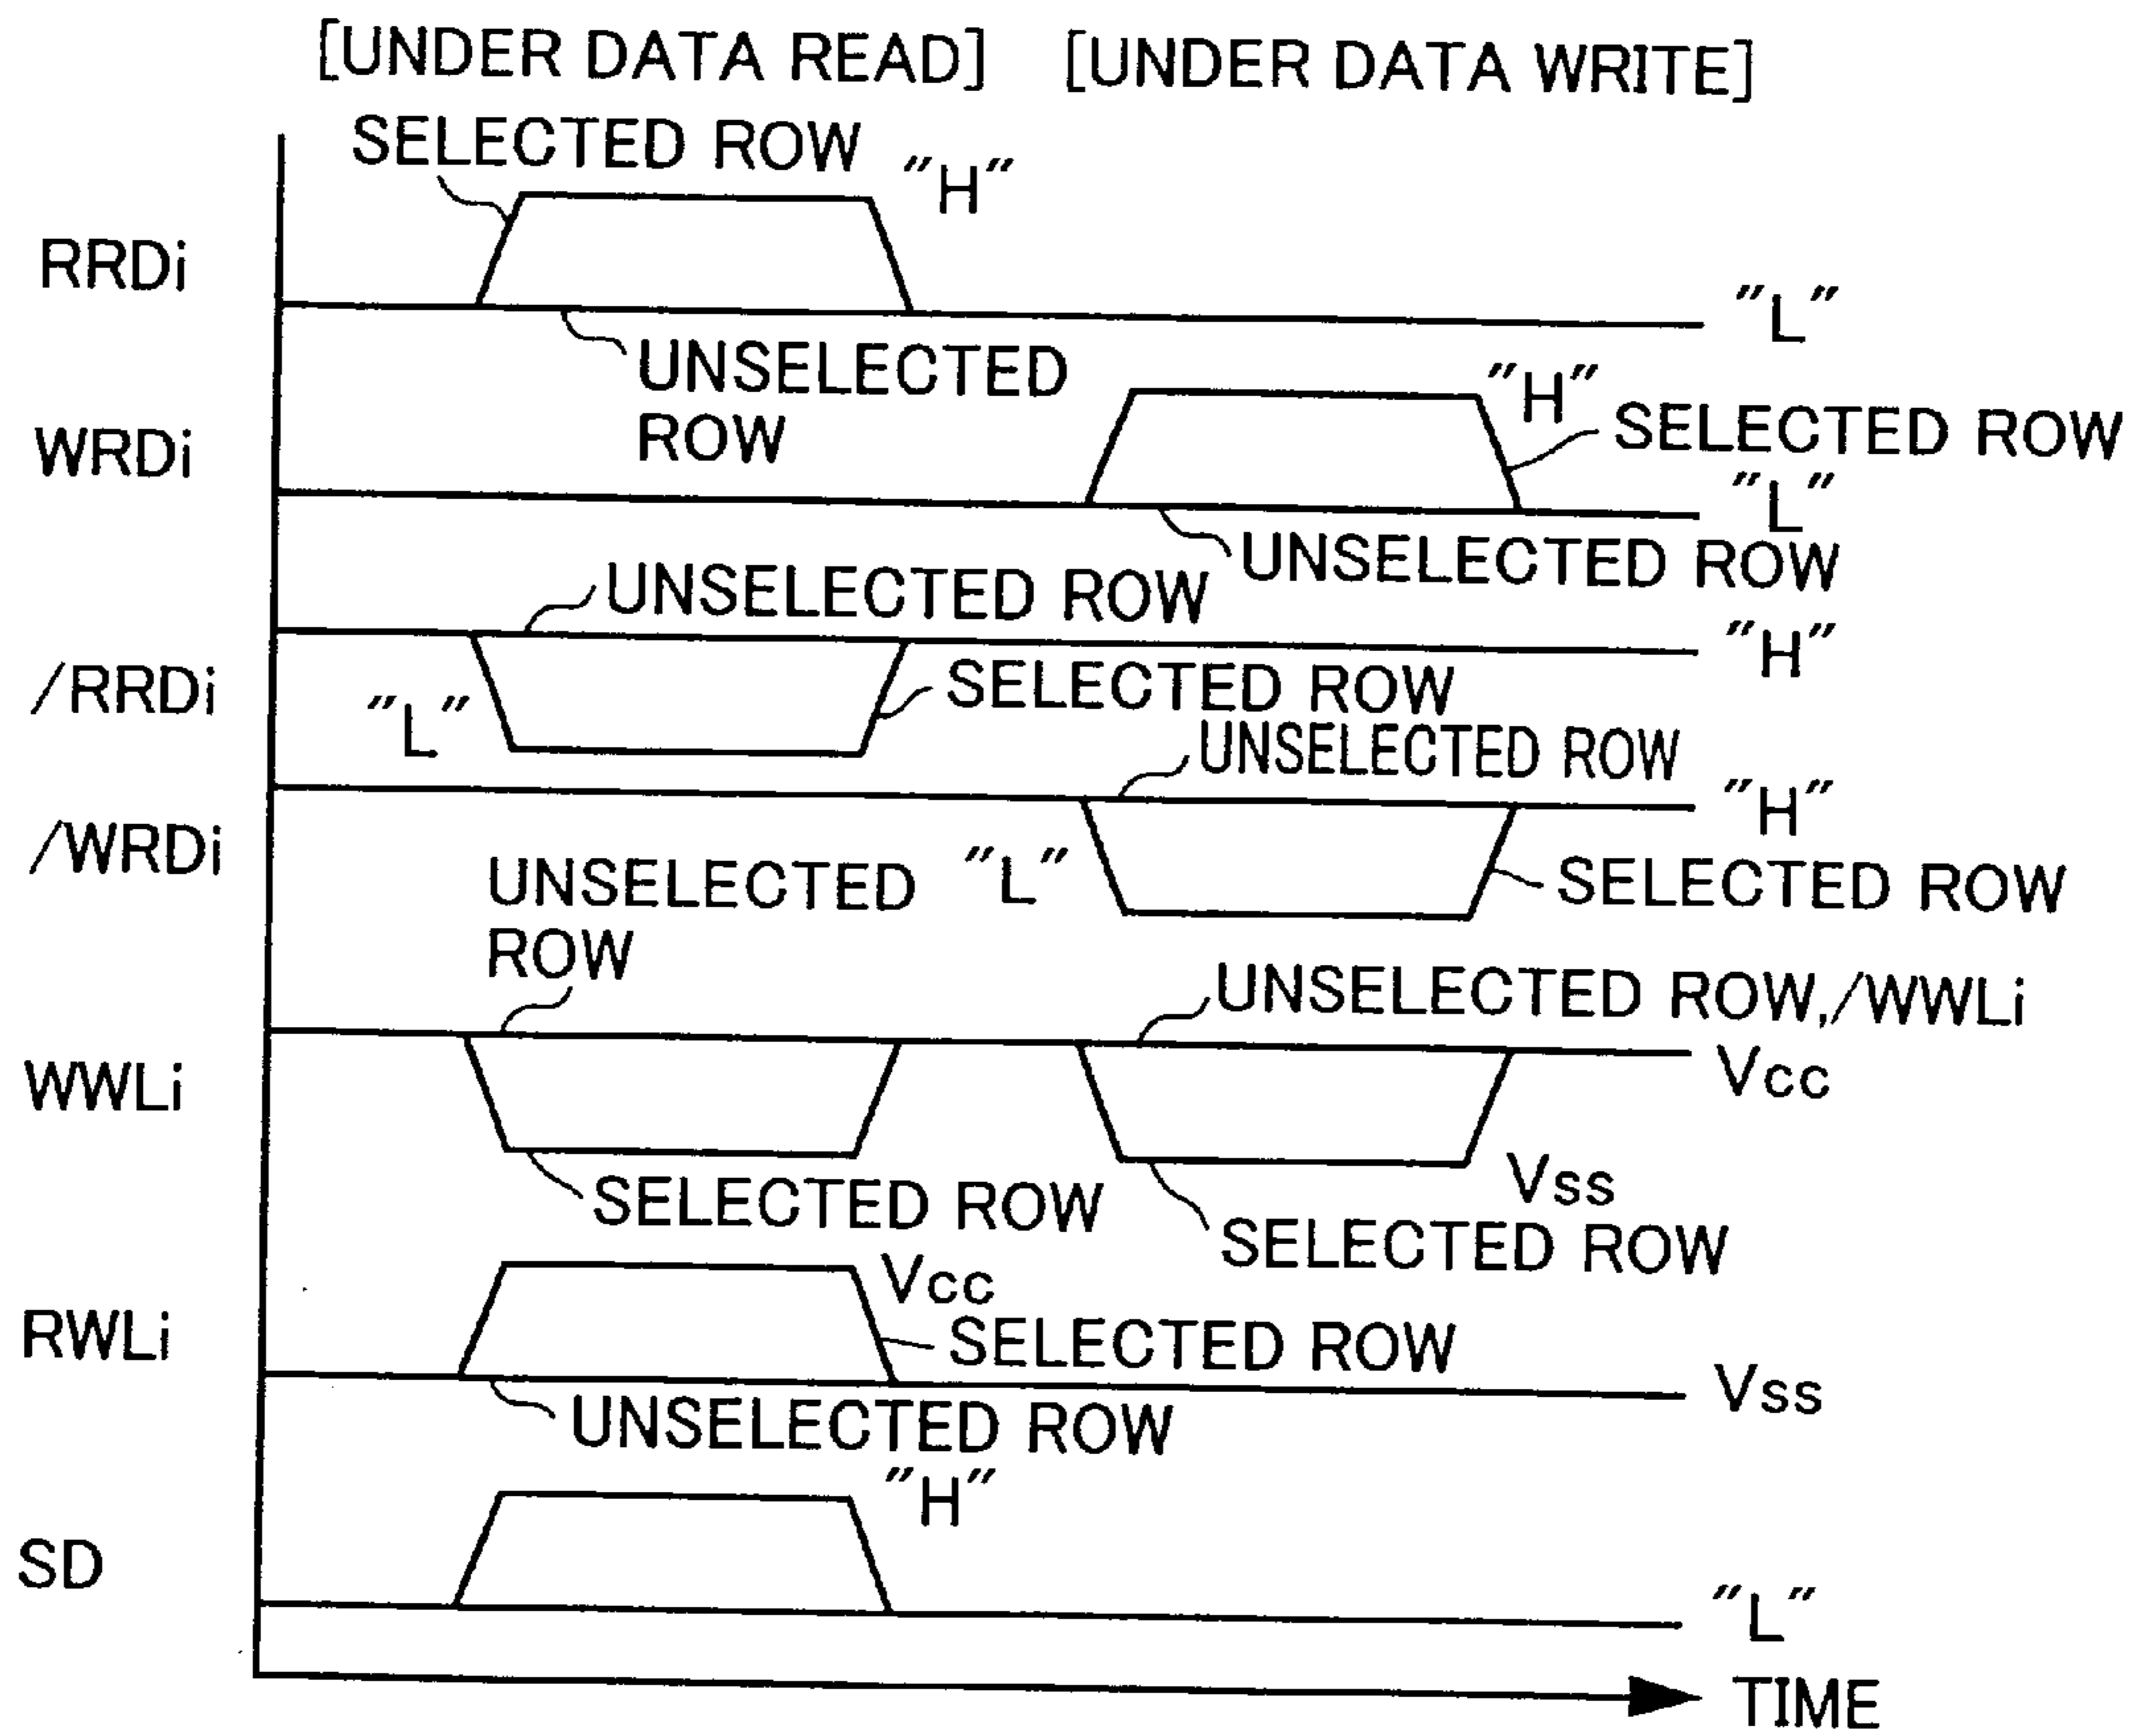 [UNDER DATA READ] [UNDER DATA WRITE]
SELECTED ROW
"H"
RRDi
"L"
UNSELECTED
ROW
"H"
SELECTED ROW
WRDi
"L"
UNSELECTED ROW
UNSELECTED ROW
"H"
/RRDi
"L"
SELECTED ROW
UNSELECTED ROW
"H"
/WRDi
UNSELECTED
ROW
"L"
SELECTED ROW
UNSELECTED ROW,/WWLi
WWLi
Vcc
SELECTED ROW
Vss
SELECTED ROW
Vcc
RWLi
SELECTED ROW
Vss
UNSELECTED ROW
"H"
SD
"L"
TIME